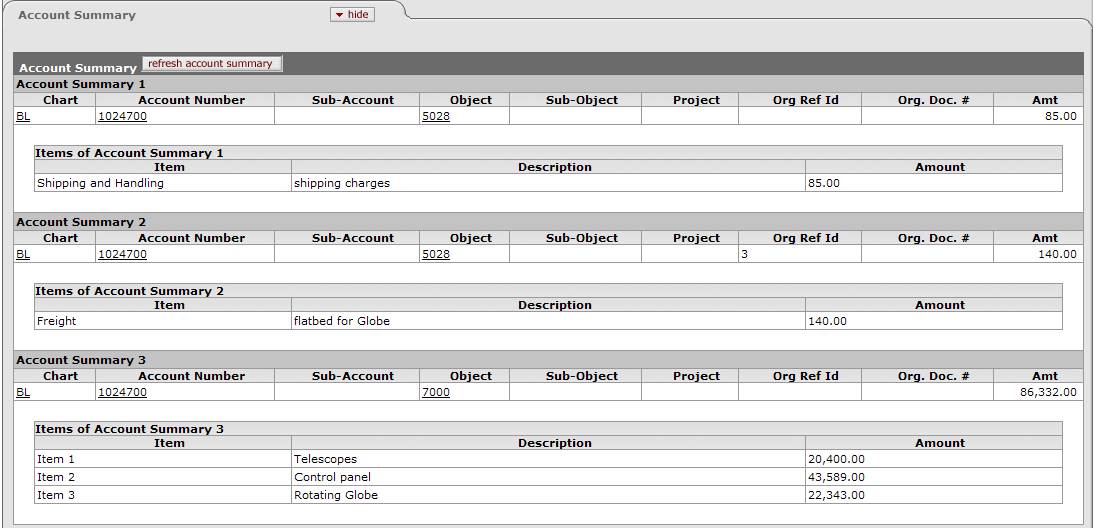 Account Summary hide
Account Summary refresh account summary
Account Summary 1
Chart Account Number Sub-Account Object Sub-Object Project Org Ref Id Org. Doc. # Amt
BL 1024700 5028 85.00
Items of Account Summary 1
Item Description Amount
Shipping and Handling shipping charges 85.00
Account Summary 2
Chart Account Number Sub-Account Object Sub-Object Project Org Ref Id Org. Doc. # Amt
BL 1024700 5028 3 140.00
Items of Account Summary 2
Item Description Amount
Freight flatbed for Globe 140.00
Account Summary 3
Chart Account Number Sub-Account Object Sub-Object Project Org Ref Id Org. Doc. # Amt
BL 1024700 7000 86,332.00
Items of Account Summary 3
Item Description Amount
Item 1 Telescopes 20,400.00
Item 2 Control panel 43,589.00
Item 3 Rotating Globe 22,343.00